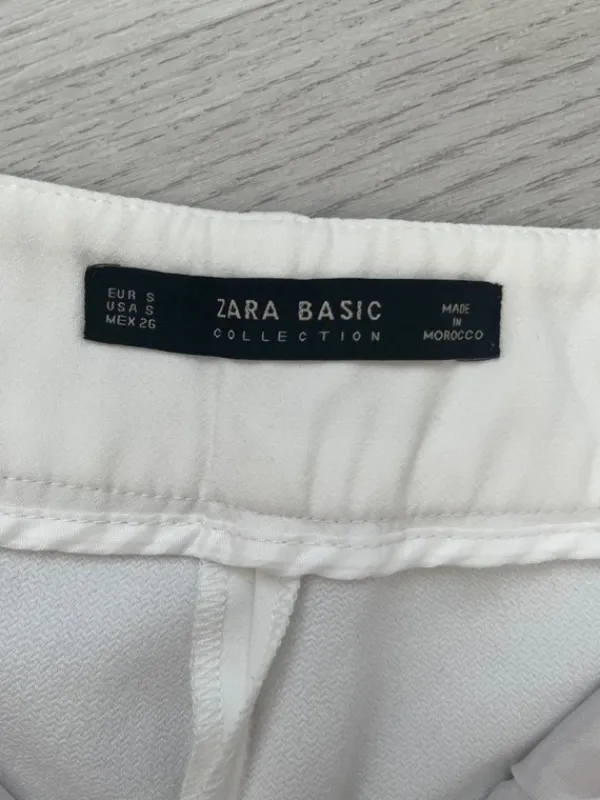 EUR S
USA S
MEX 26
ZARA BASIC
COLLECTION
MADE
IN
MOROCCO